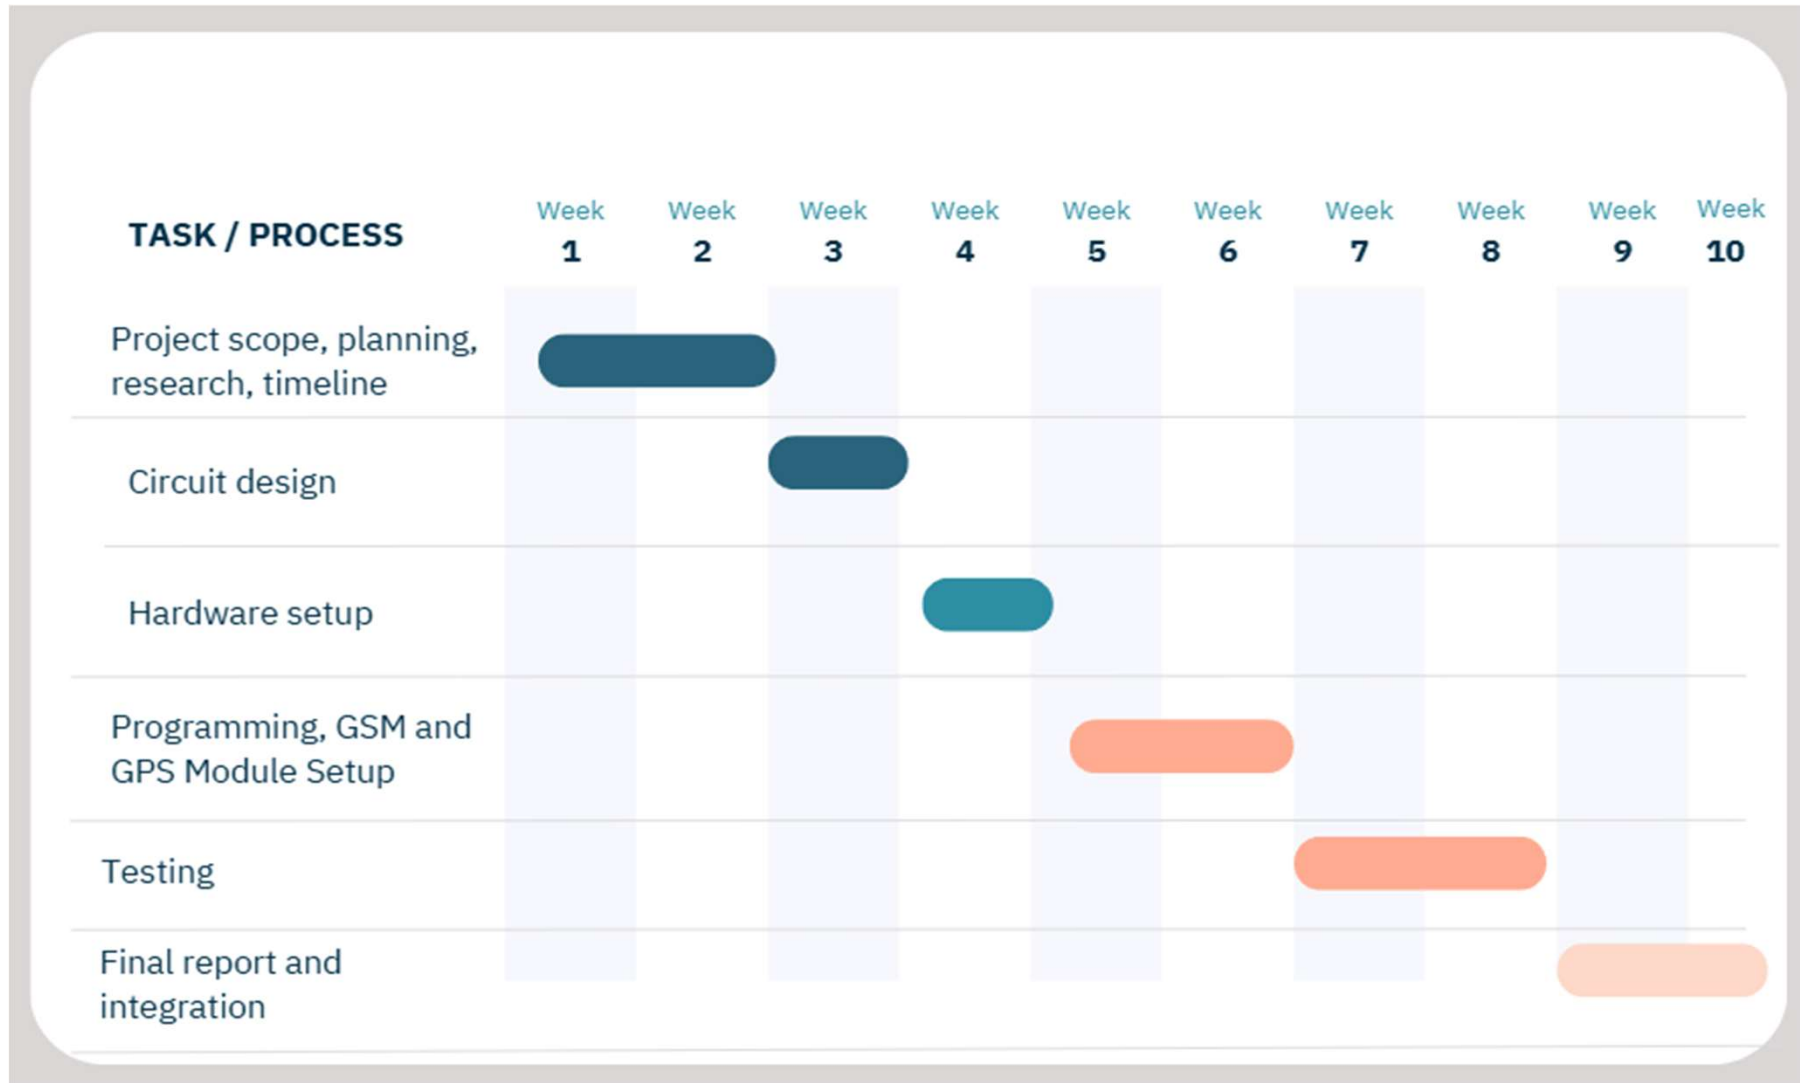 TASK / PROCESS
Week Week Week Week Week Week Week Week Week Week
1 2 3 4 5 6 7 8 9 10
Project scope, planning,
research, timeline
Circuit design
Hardware setup
Programming, GSM and
GPS Module Setup
Testing
Final report and
integration